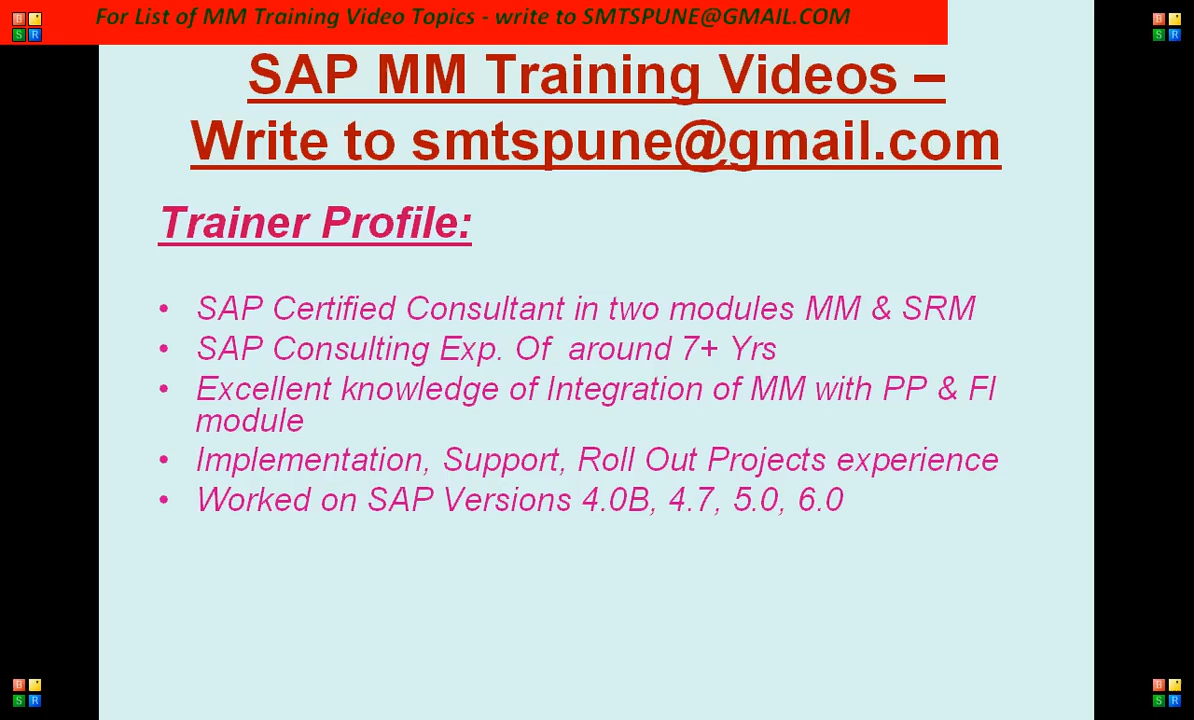 For List of MM Training Video Topics - write to SMTSPUNE@GMAIL.COM
SAP MM Training Videos –
Write to smtspune@gmail.com
Trainer Profile:
• SAP Certified Consultant in two modules MM & SRM
• SAP Consulting Exp. Of around 7+ Yrs
• Excellent knowledge of Integration of MM with PP & FI
module
• Implementation, Support, Roll Out Projects experience
• Worked on SAP Versions 4.0B, 4.7, 5.0, 6.0
B
S R
B
S R
B
S R
B
S R